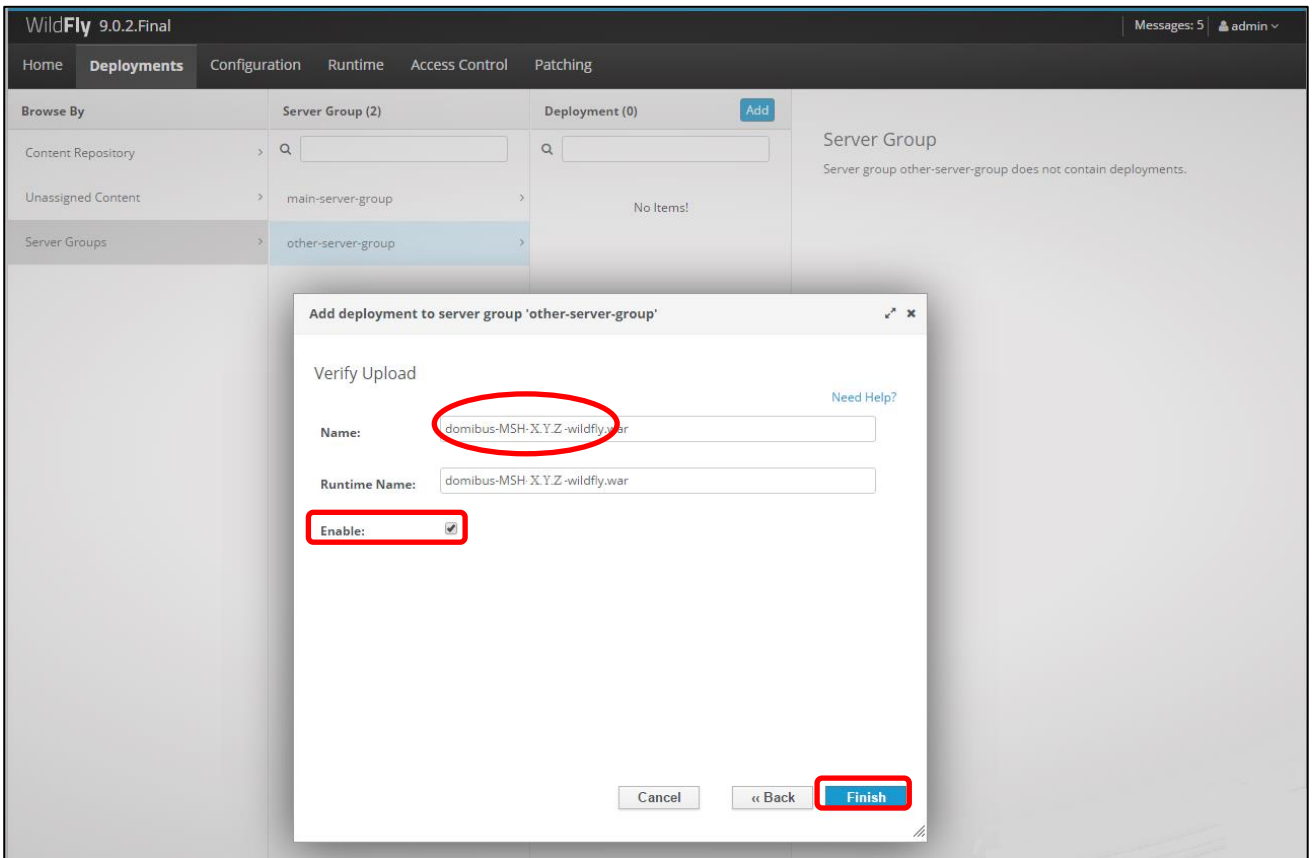 WildFly 9.0.2.Final
Messages: 5
admin
Home Deployments Configuration Runtime Access Control Patching
Browse By
Content Repository
Unassigned Content
Server Groups
Server Group (2)
main-server-group
other-server-group
Deployment (0)
Add
No Items!
Server Group
Server group other-server-group does not contain deployments.
Add deployment to server group 'other-server-group'
Verify Upload
Need Help?
Name: domibus-MSH-X.Y.Z-wildfly.war
Runtime Name: domibus-MSH-X.Y.Z-wildfly.war
Enable:
Cancel
‹‹ Back
Finish